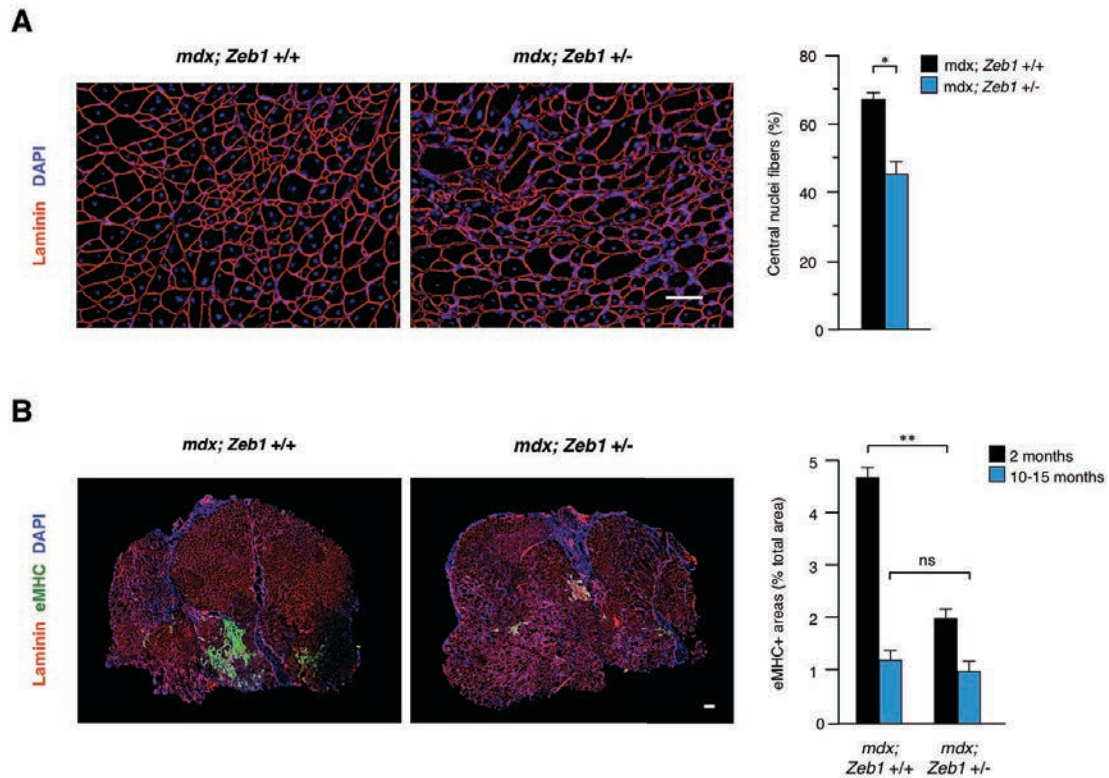 A
mdx; Zeb1 +/+
mdx; Zeb1 +/-
Laminin DAPI
80
60
40
20
0
Central nuclei fibers (%)
*
mdx; Zeb1 +/+
mdx; Zeb1 +/-
B
mdx; Zeb1 +/+
mdx; Zeb1 +/-
Laminin eMHC DAPI
5
4
3
2
1
0
eMHC+ areas (% total area)
**
ns
2 months
10-15 months
mdx;
Zeb1 +/+
mdx;
Zeb1 +/-